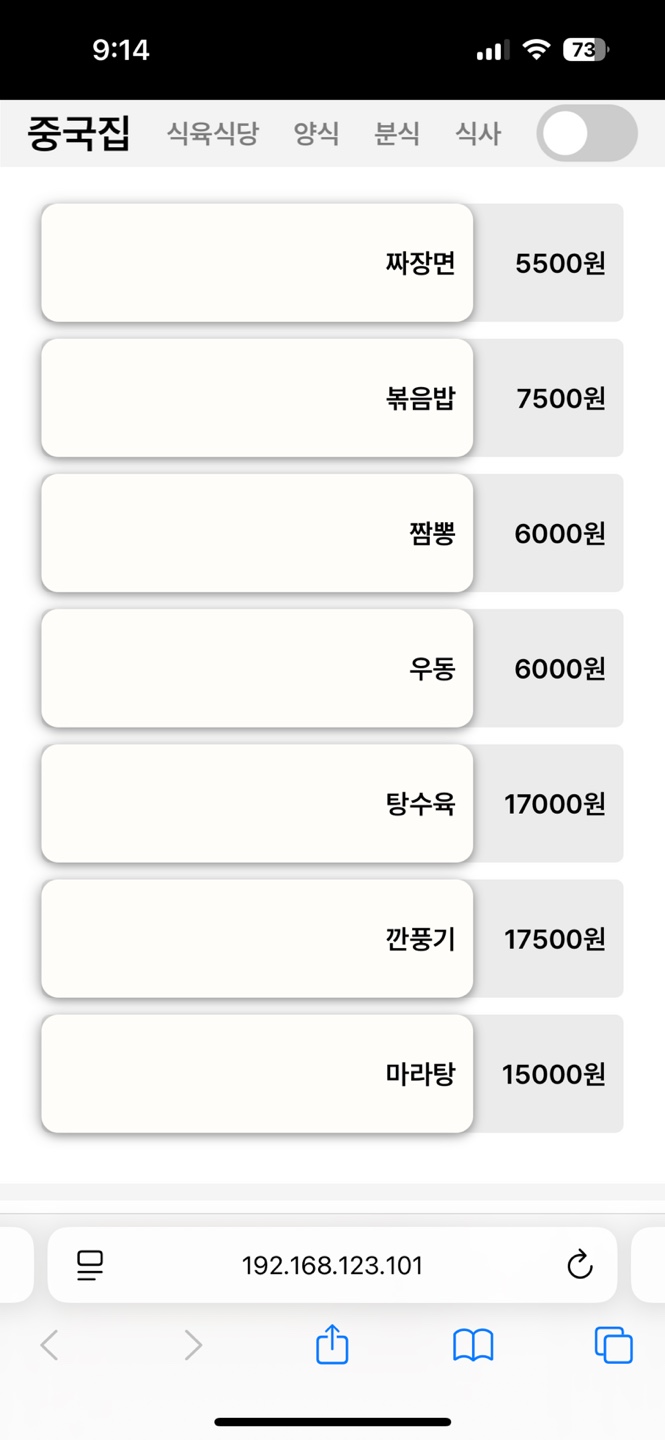 9:14 73
중국집 식육식당 양식 분식 식사
짜장면 5500원
볶음밥 7500원
짬뽕 6000원
우동 6000원
탕수육 17000원
깐풍기 17500원
마라탕 15000원
192.168.123.101